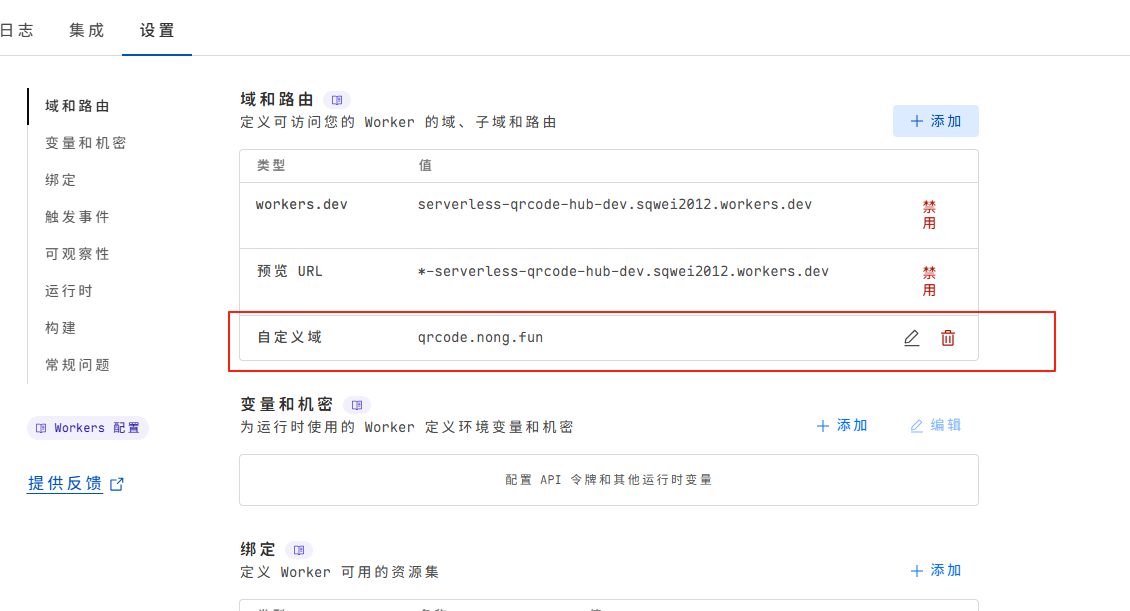 日志 集成 设置
域和路由
变量和机密
绑定
触发事件
可观察性
运行时
构建
常规问题
Workers 配置
提供反馈
域和路由
定义可访问您的 Worker 的域、子域和路由
添加
类型 值
workers.dev serverless-qrcode-hub-dev.sqwei2012.workers.dev 禁用
预览 URL *-serverless-qrcode-hub-dev.sqwei2012.workers.dev 禁用
自定义域 qrcode.nong.fun
变量和机密
为运行时使用的 Worker 定义环境变量和机密
添加 编辑
配置 API 令牌和其他运行时变量
绑定
定义 Worker 可用的资源集
添加